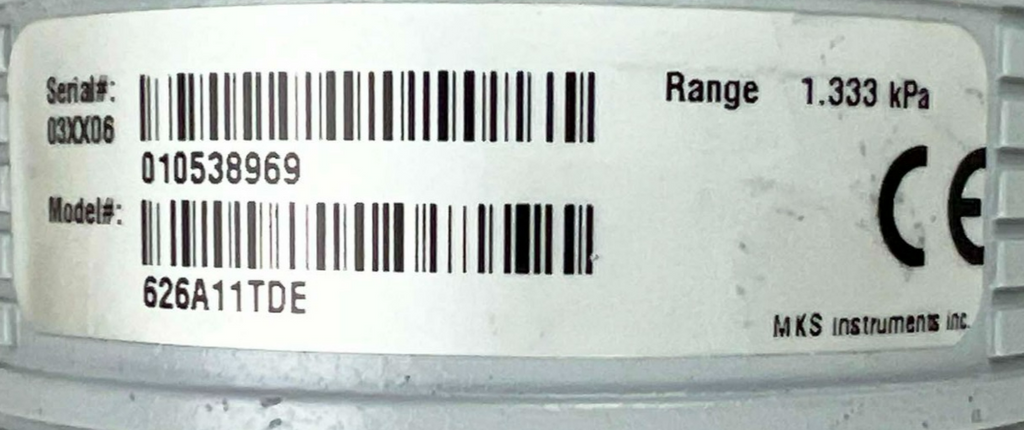 Serial#:
03XX06
010538969
Model#:
626A11TDE
Range 1.333 kPa
CE
MKS Instruments Inc.